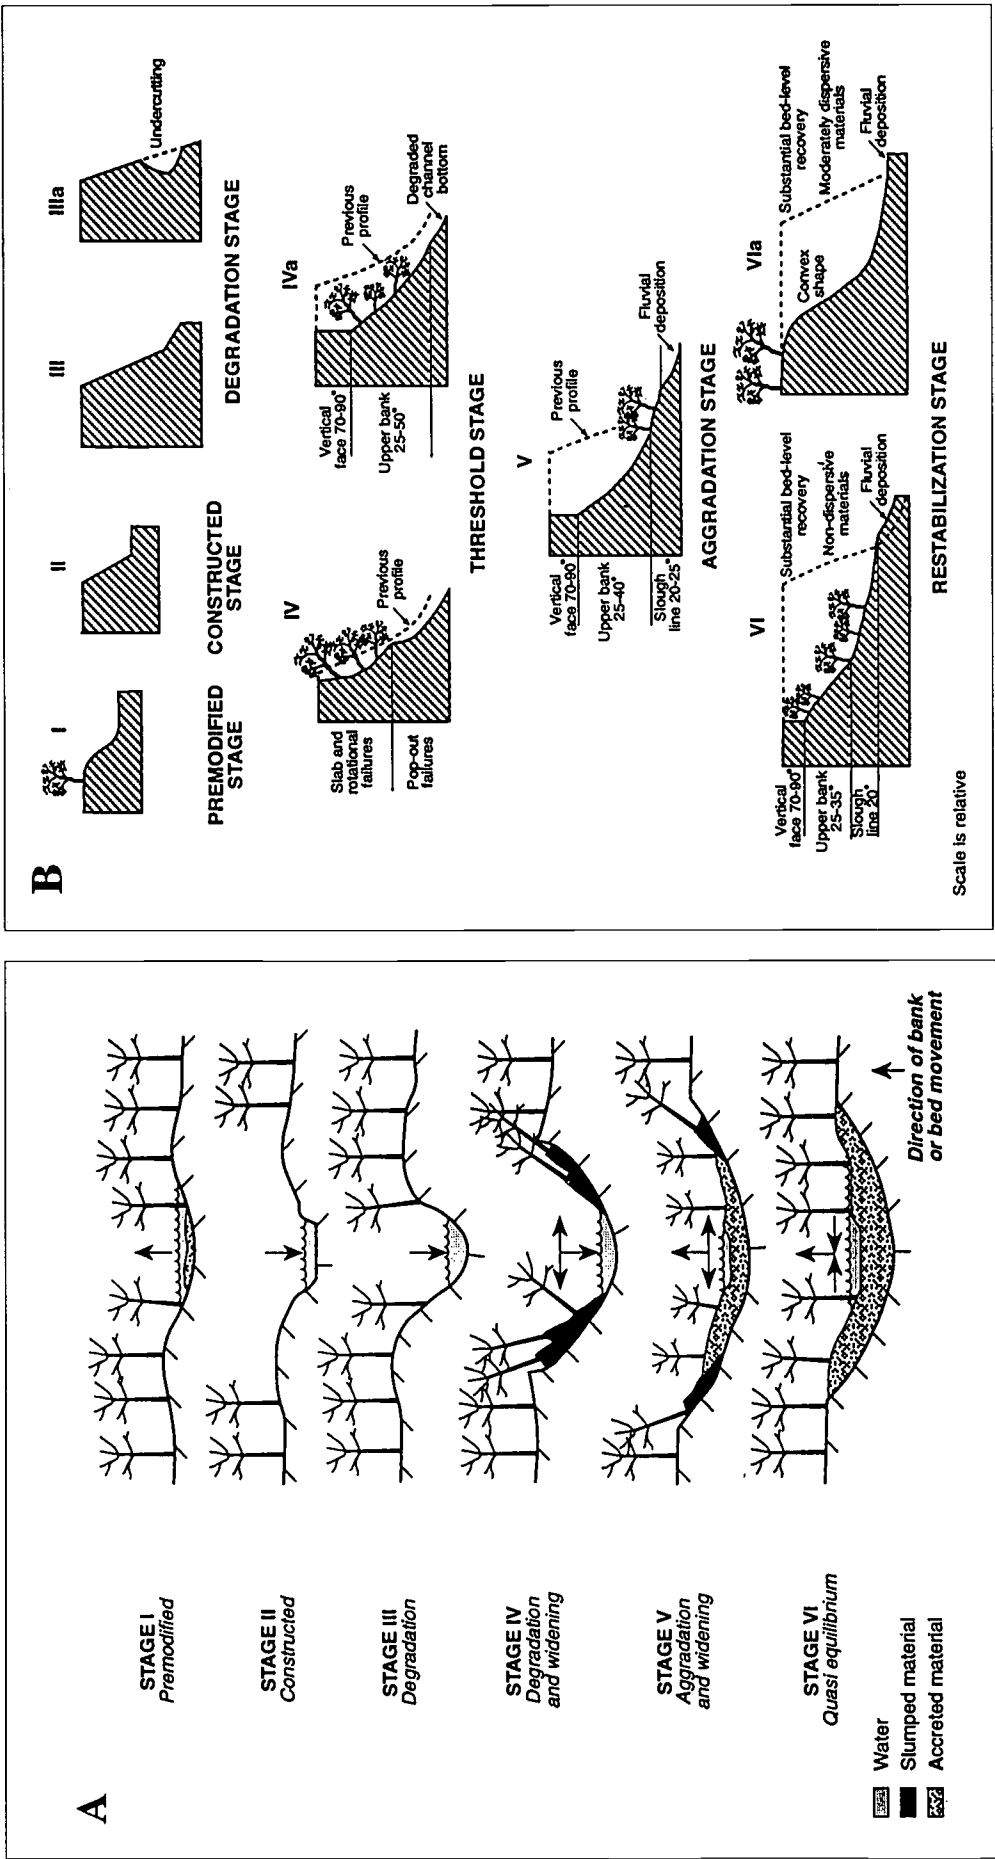 A
STAGE I
Premodified
STAGE II
Constructed
STAGE III
Degradation
STAGE IV
Degradation
and widening
STAGE V
Aggradation
and widening
STAGE VI
Quasi equilibrium
Water
Slumped material
Accreted material
Direction of bank
or bed movement
B
I
PREMODIFIED
STAGE
II
CONSTRUCTED
STAGE
III
IIIa
Undercutting
DEGRADATION STAGE
IV
Slab and
rotational
failures
Pop-out
failures
Previous
profile
IVa
Vertical
face 70-90°
Upper bank
25-50°
Previous
profile
Degraded
channel
bottom
THRESHOLD STAGE
V
Vertical
face 70-90°
Upper bank
25-40°
Slough
line 20-25°
Previous
profile
Fluvial
deposition
AGGRADATION STAGE
VI
Vertical
face 70-90°
Upper bank
25-35°
Slough
line 20°
Substantial bed-level
recovery
Non-dispersive
materials
Fluvial
deposition
VIa
Convex
shape
Substantial bed-level
recovery
Moderately dispersive
materials
Fluvial
deposition
RESTABILIZATION STAGE
Scale is relative